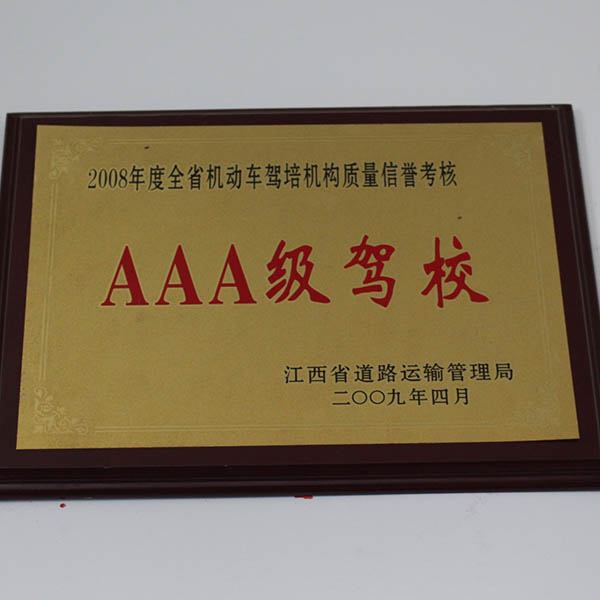 2008年度全省机动车驾培机构质量信誉考核
AAA级驾校
江西省道路运输管理局
二〇〇九年四月